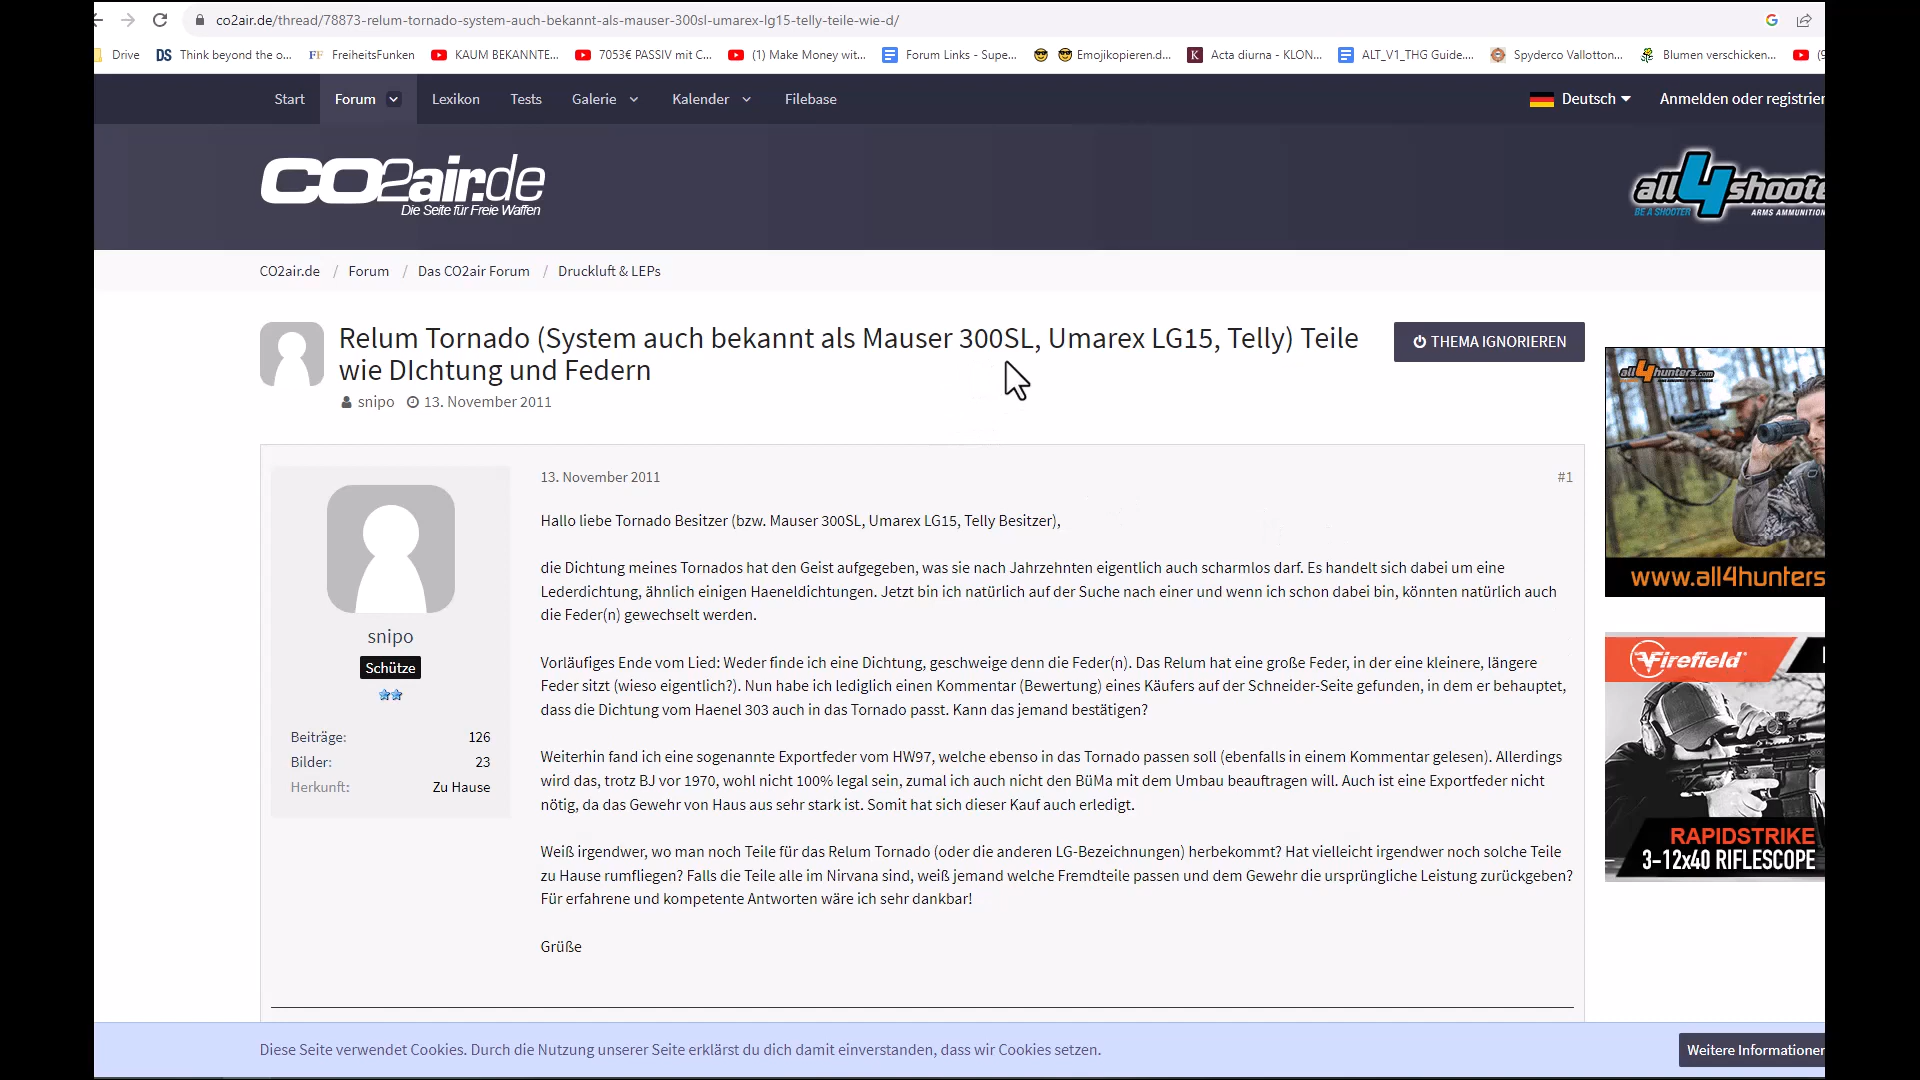 co2air.de/thread/78873-relum-tornado-system-auch-bekannt-als-mauser-300sl-umarex-lg15-telly-teile-wie-d/
Drive DS Think beyond the o... FF FreiheitsFunken KAUM BEKANNTE... 7053€ PASSIV mit C... (1) Make Money wit... Forum Links - Supe... Emojikopieren.d... K Acta diurna - KLON... ALT_V1_THG Guide.... Spyderco Vallotton... Blumen verschicken...
Start Forum Lexikon Tests Galerie Kalender Filebase Deutsch Anmelden oder registrier
CO2air.de
Die Seite für Freie Waffen
all4shoote
BE A SHOOTER ARMS AMMUNITION
CO2air.de / Forum / Das CO2air Forum / Druckluft & LEPs
Relum Tornado (System auch bekannt als Mauser 300SL, Umarex LG15, Telly) Teile
wie DIchtung und Federn
THEMA IGNORIEREN
snipo 13. November 2011
all4hunters.com
www.all4hunters
13. November 2011 #1
Hallo liebe Tornado Besitzer (bzw. Mauser 300SL, Umarex LG15, Telly Besitzer),
die Dichtung meines Tornados hat den Geist aufgegeben, was sie nach Jahrzehnten eigentlich auch scharmlos darf. Es handelt sich dabei um eine
Lederdichtung, ähnlich einigen Haeneldichtungen. Jetzt bin ich natürlich auf der Suche nach einer und wenn ich schon dabei bin, könnten natürlich auch
die Feder(n) gewechselt werden.
snipo
Schütze
Beiträge: 126
Bilder: 23
Herkunft: Zu Hause
Vorläufiges Ende vom Lied: Weder finde ich eine Dichtung, geschweige denn die Feder(n). Das Relum hat eine große Feder, in der eine kleinere, längere
Feder sitzt (wieso eigentlich?). Nun habe ich lediglich einen Kommentar (Bewertung) eines Käufers auf der Schneider-Seite gefunden, in dem er behauptet,
dass die Dichtung vom Haenel 303 auch in das Tornado passt. Kann das jemand bestätigen?
Weiterhin fand ich eine sogenannte Exportfeder vom HW97, welche ebenso in das Tornado passen soll (ebenfalls in einem Kommentar gelesen). Allerdings
wird das, trotz BJ vor 1970, wohl nicht 100% legal sein, zumal ich auch nicht den BüMa mit dem Umbau beauftragen will. Auch ist eine Exportfeder nicht
nötig, da das Gewehr von Haus aus sehr stark ist. Somit hat sich dieser Kauf auch erledigt.
Weiß irgendwer, wo man noch Teile für das Relum Tornado (oder die anderen LG-Bezeichnungen) herbekommt? Hat vielleicht irgendwer noch solche Teile
zu Hause rumfliegen? Falls die Teile alle im Nirvana sind, weiß jemand welche Fremdteile passen und dem Gewehr die ursprüngliche Leistung zurückgeben?
Für erfahrene und kompetente Antworten wäre ich sehr dankbar!
Grüße
Firefield
RAPIDSTRIKE
3-12x40 RIFLESCOPE
Diese Seite verwendet Cookies. Durch die Nutzung unserer Seite erklärst du dich damit einverstanden, dass wir Cookies setzen.
Weitere Informationen